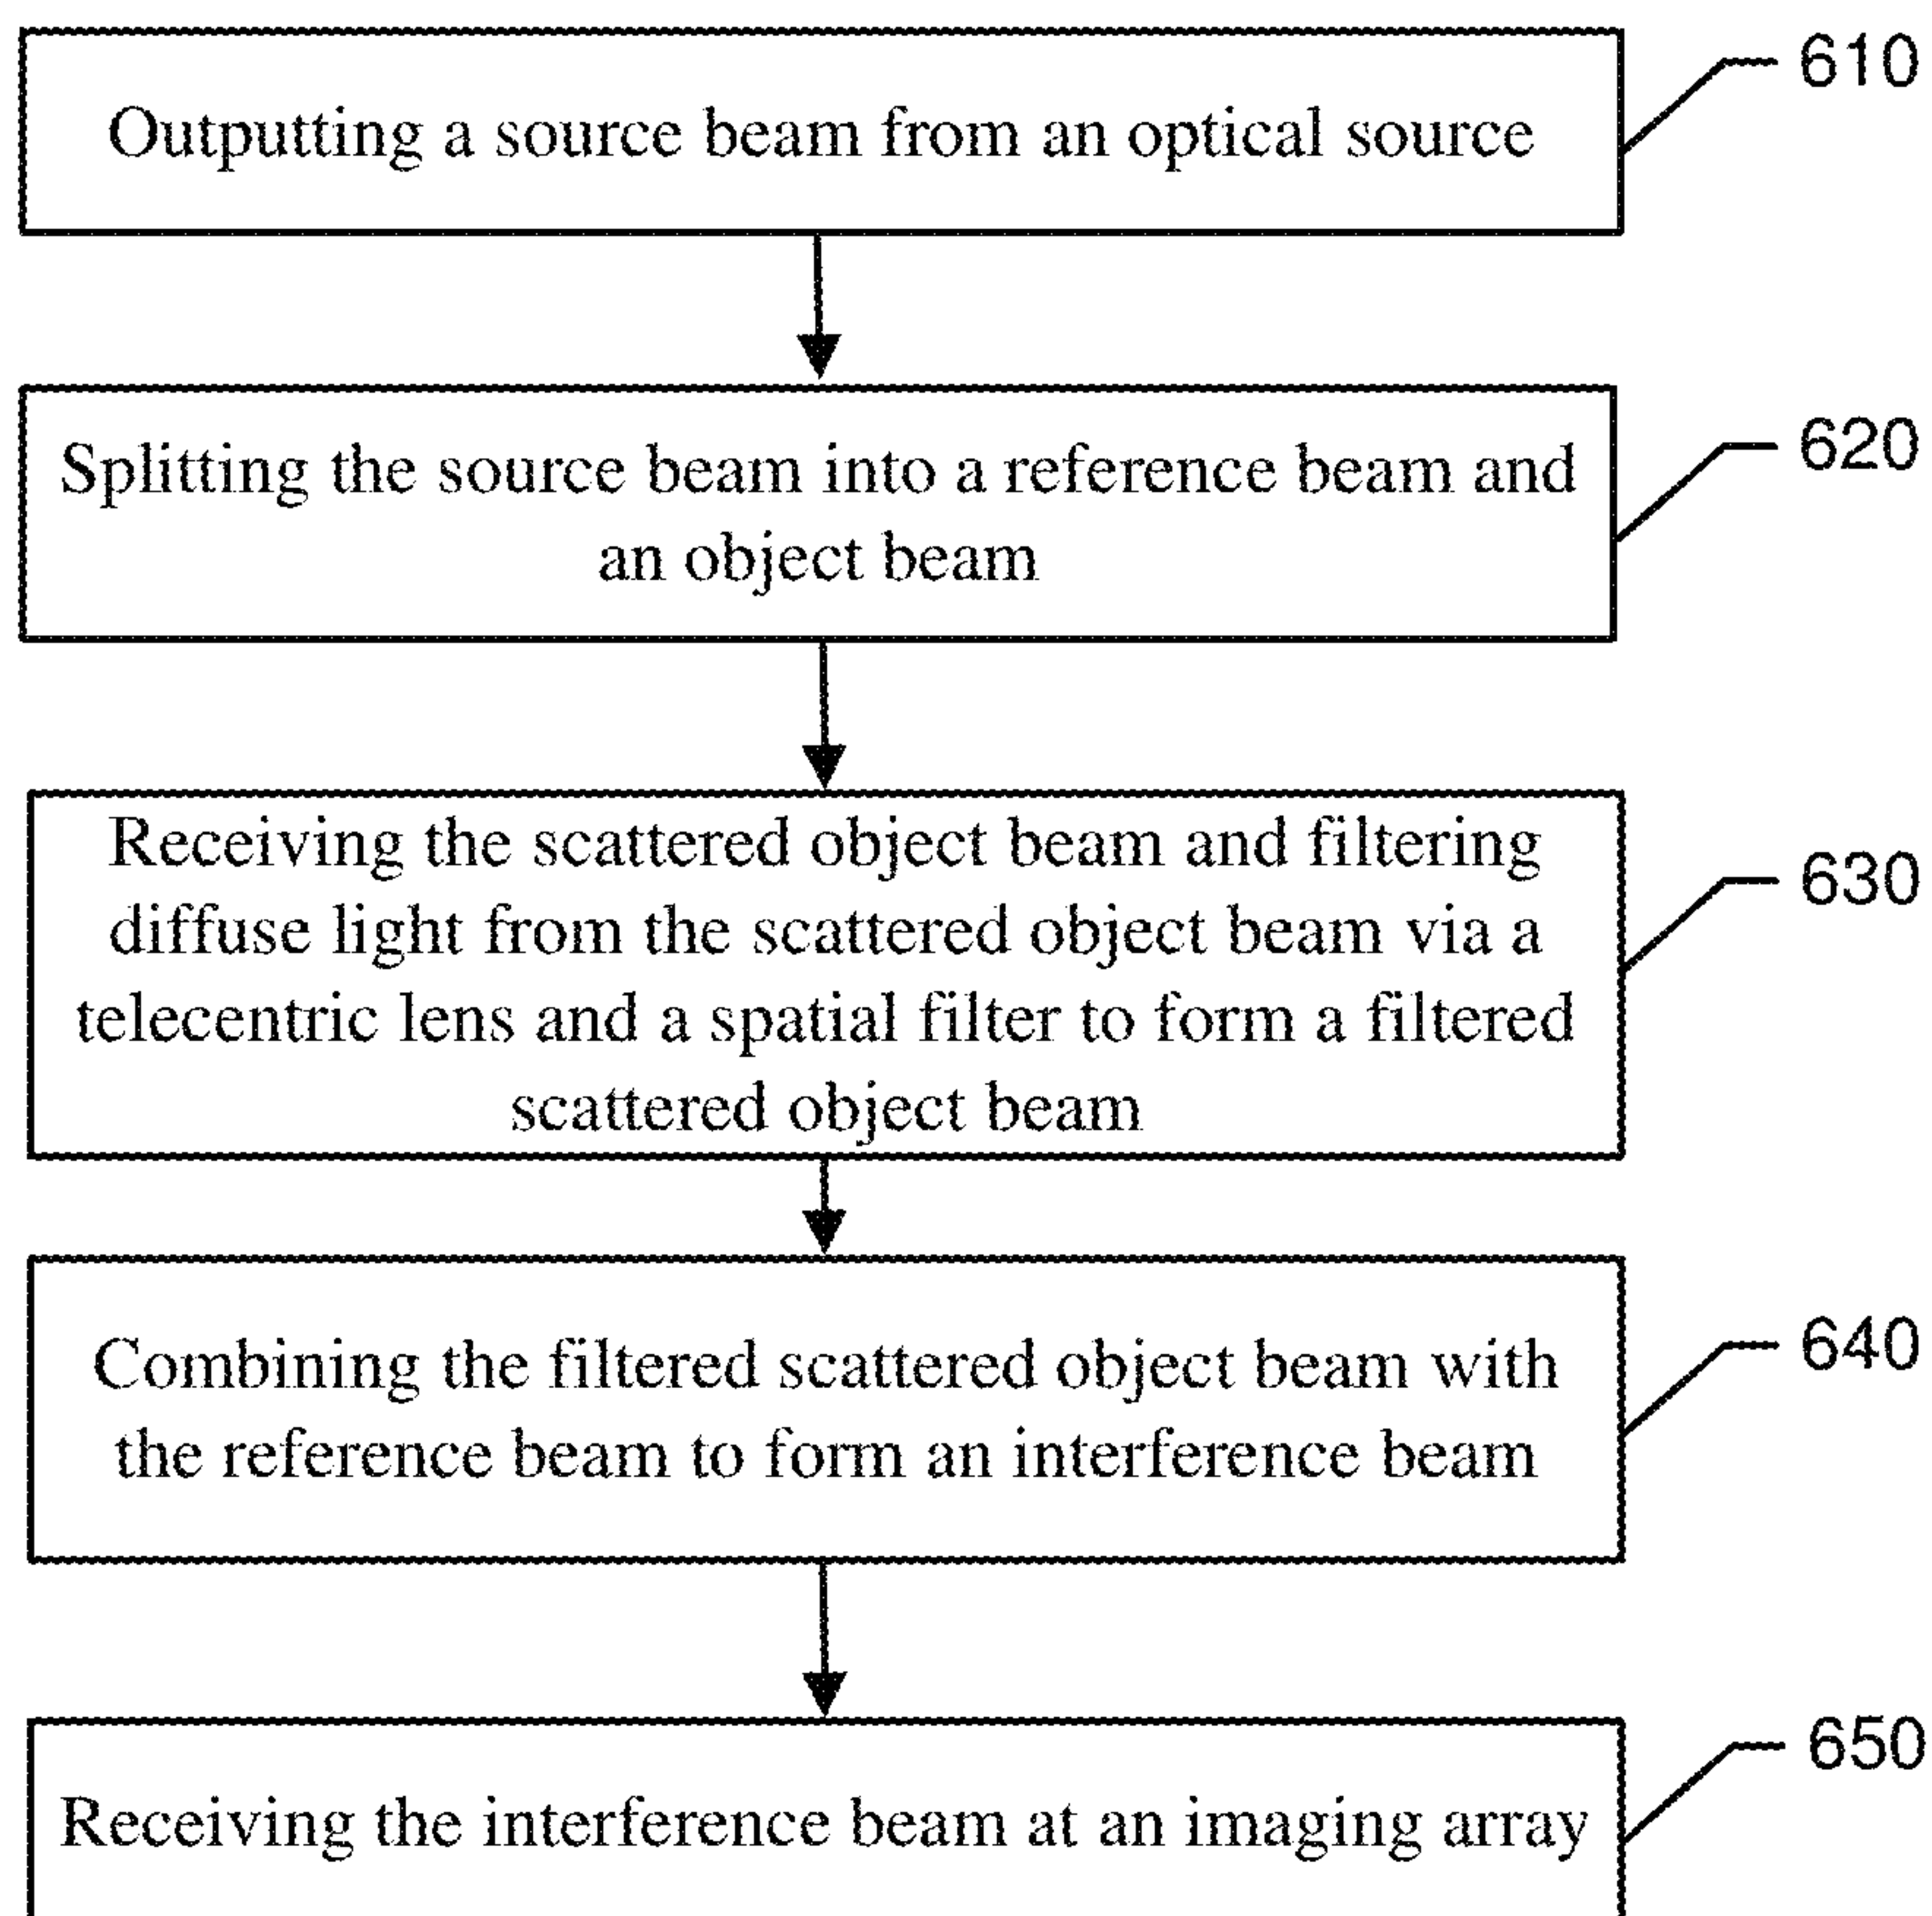 Outputting a source beam from an optical source
610
Splitting the source beam into a reference beam and
an object beam
620
Receiving the scattered object beam and filtering
diffuse light from the scattered object beam via a
telecentric lens and a spatial filter to form a filtered
scattered object beam
630
Combining the filtered scattered object beam with
the reference beam to form an interference beam
640
Receiving the interference beam at an imaging array
650